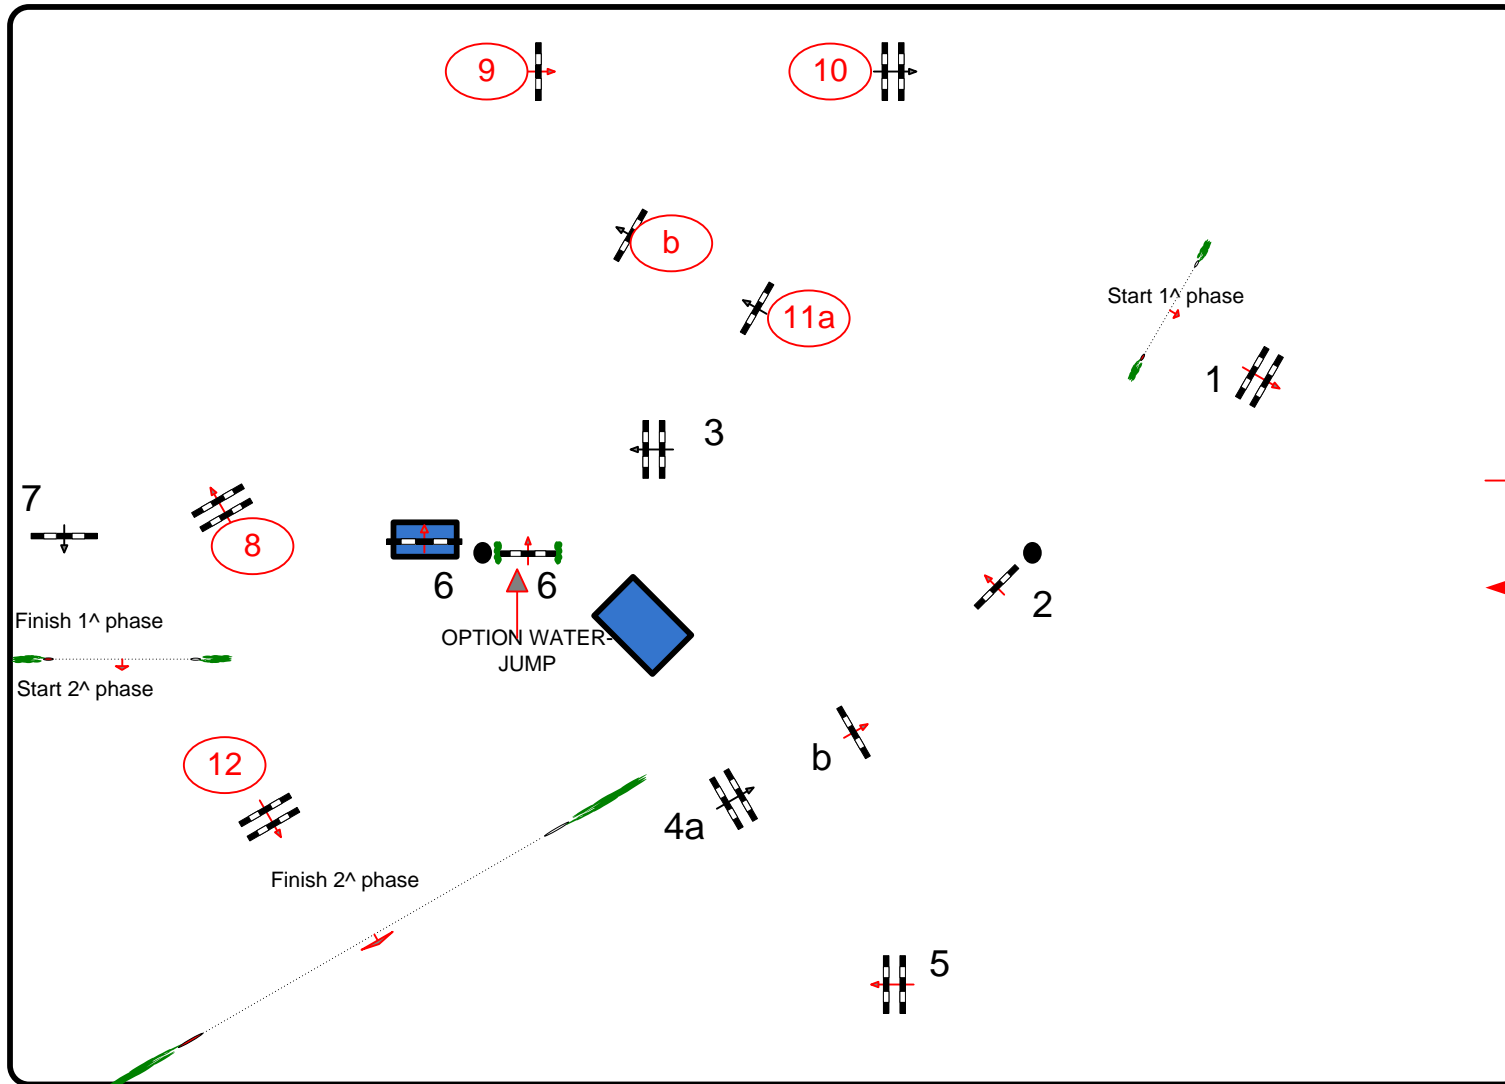 9
10
b
11a
Start 1^ phase
1
3
7
8
6
6
2
OPTION WATER-
JUMP
Finish 1^ phase
Start 2^ phase
b
12
4a
Finish 2^ phase
5